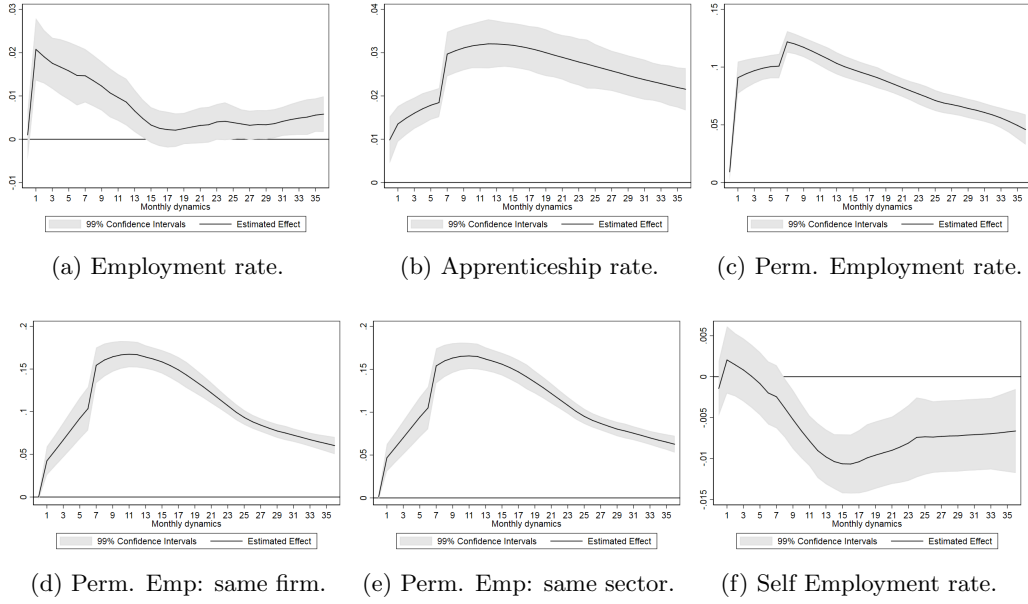 .03
.02
.01
0
-.01
1 3 5 7 9 11 13 15 17 19 21 23 25 27 29 31 33 35
Monthly dynamics
99% Confidence Intervals Estimated Effect
(a) Employment rate.
.04
.03
.02
.01
0
1 3 5 7 9 11 13 15 17 19 21 23 25 27 29 31 33 35
Monthly dynamics
99% Confidence Intervals Estimated Effect
(b) Apprenticeship rate.
.15
.1
.05
0
1 3 5 7 9 11 13 15 17 19 21 23 25 27 29 31 33 35
Monthly dynamics
99% Confidence Intervals Estimated Effect
(c) Perm. Employment rate.
.2
.15
.1
.05
0
1 3 5 7 9 11 13 15 17 19 21 23 25 27 29 31 33 35
Monthly dynamics
99% Confidence Intervals Estimated Effect
(d) Perm. Emp: same firm.
.2
.15
.1
.05
0
1 3 5 7 9 11 13 15 17 19 21 23 25 27 29 31 33 35
Monthly dynamics
99% Confidence Intervals Estimated Effect
(e) Perm. Emp: same sector.
.005
0
-.005
-.01
-.015
1 3 5 7 9 11 13 15 17 19 21 23 25 27 29 31 33 35
Monthly dynamics
99% Confidence Intervals Estimated Effect
(f) Self Employment rate.